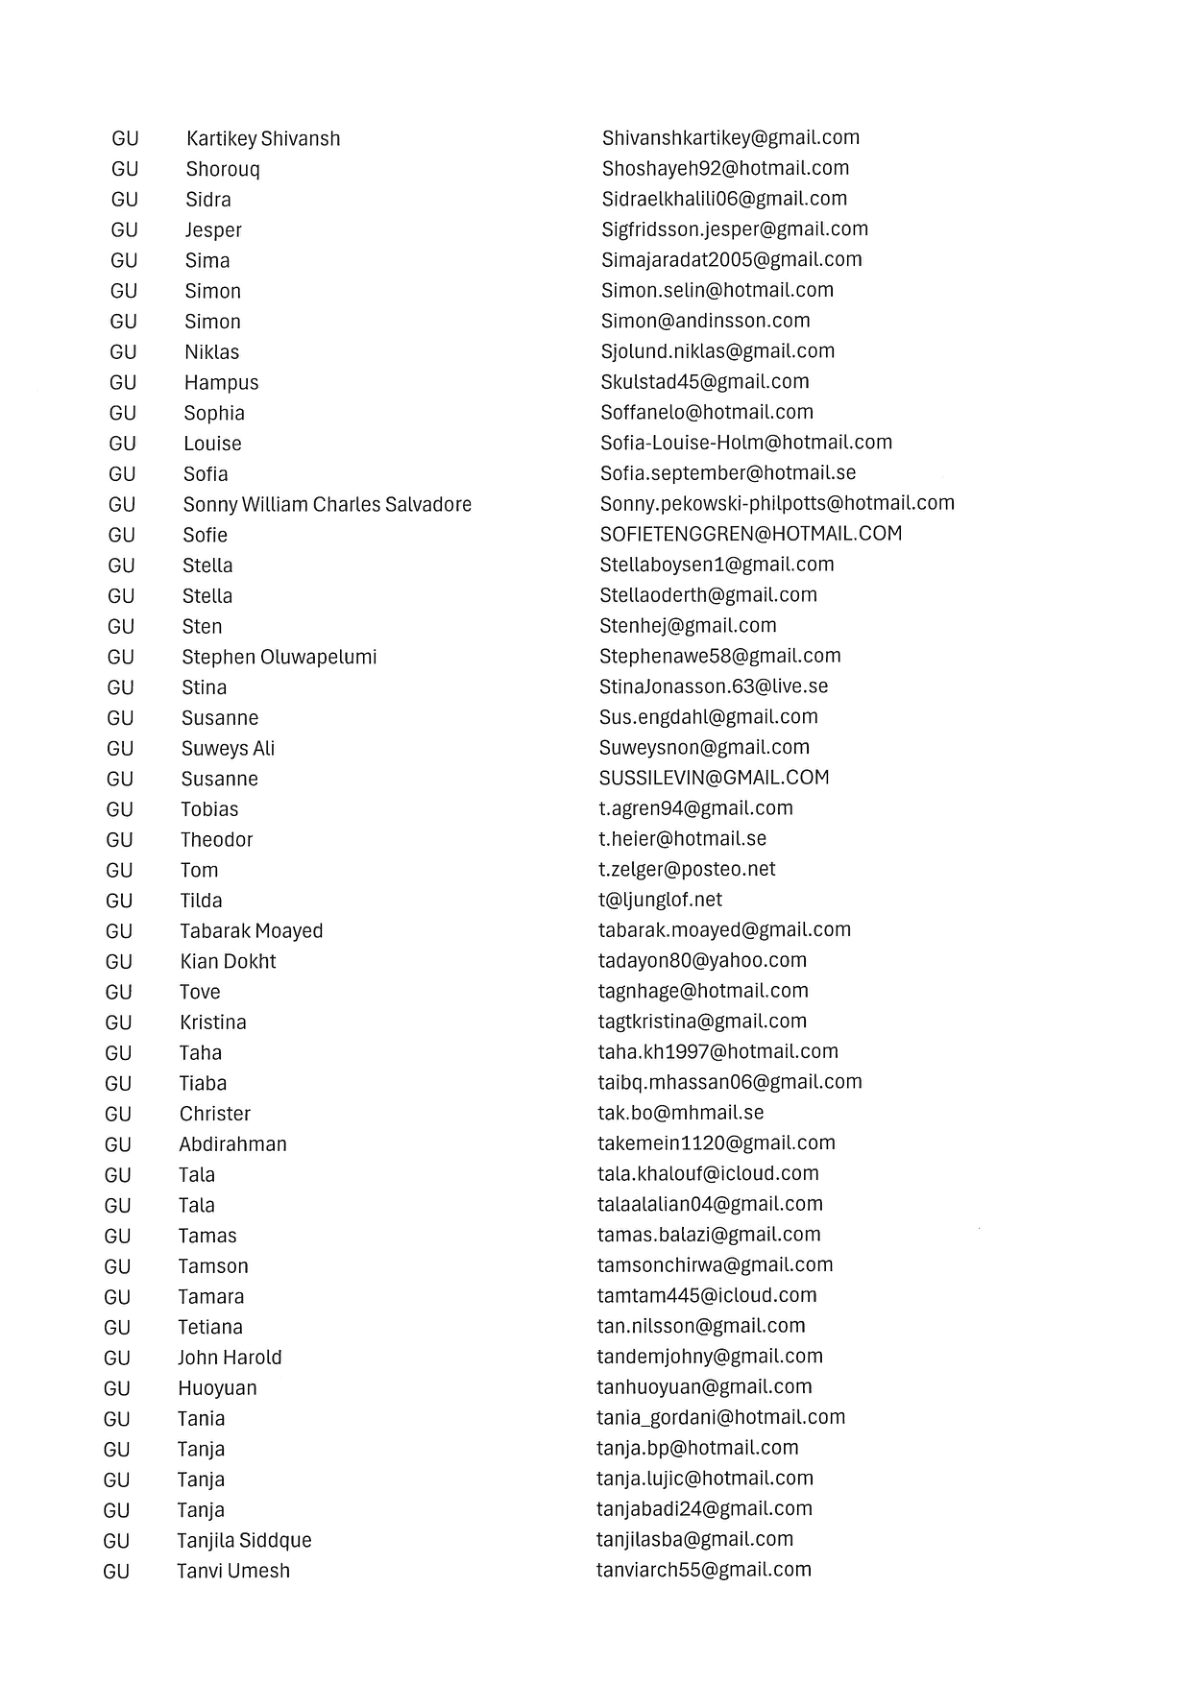 GU Kartikey Shivansh Shivanshkartikey@gmail.com
GU Shorouq Shoshayeh92@hotmail.com
GU Sidra Sidraelkhalili06@gmail.com
GU Jesper Sigfridsson.jesper@gmail.com
GU Sima Simajaradat2005@gmail.com
GU Simon Simon.selin@hotmail.com
GU Simon Simon@andinsson.com
GU Niklas Sjolund.niklas@gmail.com
GU Hampus Skulstad45@gmail.com
GU Sophia Soffanelo@hotmail.com
GU Louise Sofia-Louise-Holm@hotmail.com
GU Sofia Sofia.september@hotmail.se
GU Sonny William Charles Salvadore Sonny.pekowski-philpotts@hotmail.com
GU Sofie SOFIETENGGREN@HOTMAIL.COM
GU Stella Stellaboysen1@gmail.com
GU Stella Stellaoderth@gmail.com
GU Sten Stenhej@gmail.com
GU Stephen Oluwapelumi Stephenawe58@gmail.com
GU Stina StinaJonasson.63@live.se
GU Susanne Sus.engdahl@gmail.com
GU Suweys Ali Suweysnon@gmail.com
GU Susanne SUSSILEVIN@GMAIL.COM
GU Tobias t.agren94@gmail.com
GU Theodor t.heier@hotmail.se
GU Tom t.zelger@posteo.net
GU Tilda t@ljunglof.net
GU Tabarak Moayed tabarak.moayed@gmail.com
GU Kian Dokht tadayon80@yahoo.com
GU Tove tagnhage@hotmail.com
GU Kristina tagtkristina@gmail.com
GU Taha taha.kh1997@hotmail.com
GU Tiaba taibq.mhassan06@gmail.com
GU Christer tak.bo@mhmail.se
GU Abdirahman takemein1120@gmail.com
GU Tala tala.khalouf@icloud.com
GU Tala talaalalian04@gmail.com
GU Tamas tamas.balazi@gmail.com
GU Tamson tamsonchirwa@gmail.com
GU Tamara tamtam445@icloud.com
GU Tetiana tan.nilsson@gmail.com
GU John Harold tandemjohny@gmail.com
GU Huoyuan tanhuoyuan@gmail.com
GU Tania tania_gordani@hotmail.com
GU Tanja tanja.bp@hotmail.com
GU Tanja tanja.lujic@hotmail.com
GU Tanja tanjabadi24@gmail.com
GU Tanjila Siddque tanjilasba@gmail.com
GU Tanvi Umesh tanviarch55@gmail.com